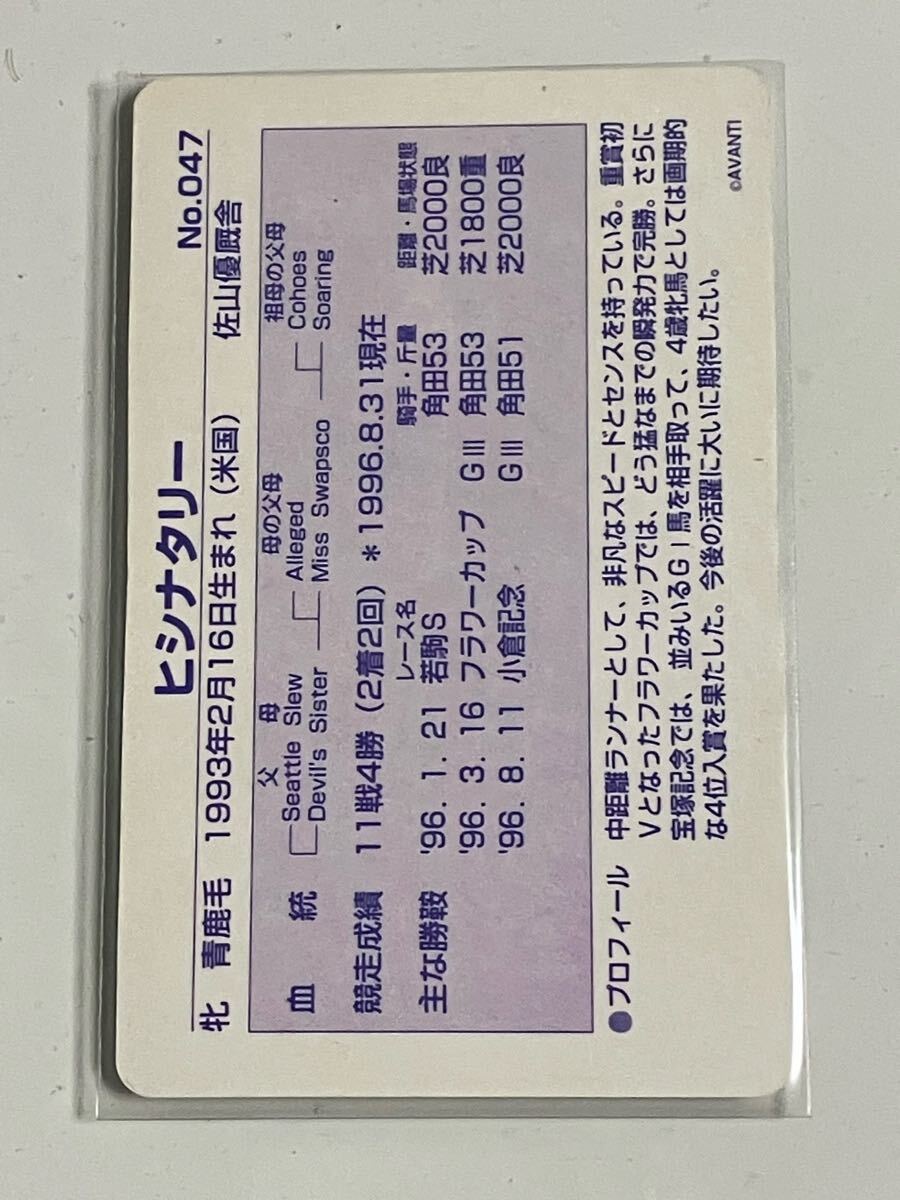 ヒシナタリー No.047
牝 青鹿毛 1993年2月16日生まれ(米国) 佐山優厩舎
父 母 母の父母 祖母の父母
血 統 Seattle Slew Alleged Cohoes
Devil's Sister Miss Swapsco Soaring
競走成績 11戦4勝(2着2回)*1996.8.31現在
レース名 騎手・斤量 距離・馬場状態
主な勝鞍 '96. 1. 21 若駒S 角田53 芝2000良
'96. 3. 16 フラワーカップ GⅢ 角田53 芝1800重
'96. 8. 11 小倉記念 GⅢ 角田51 芝2000良
●プロフィール 中距離ランナーとして、非凡なスピードとセンスを持っている。重賞初
Vとなったフラワーカップでは、どう猛なまでの瞬発力で完勝。さらに
宝塚記念では、並みいるGⅠ馬を相手取って、4歳牝馬としては画期的
な4位入賞を果たした。今後の活躍に大いに期待したい。
©AVANTI